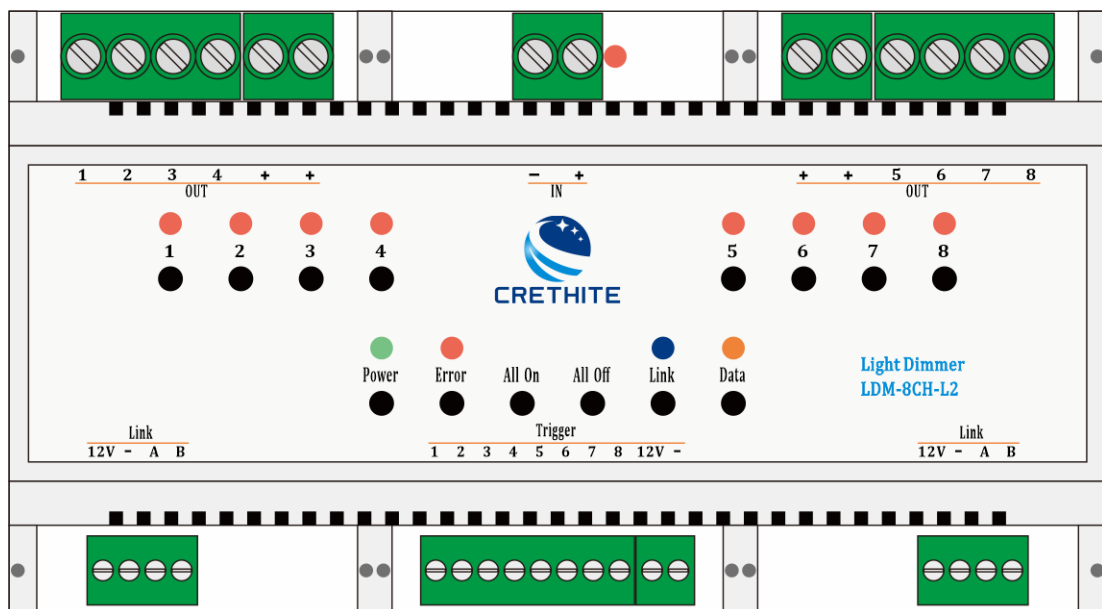 1 2 3 4 + +
OUT
− +
IN
+ + 5 6 7 8
OUT
1 2 3 4
5 6 7 8
CRETHITE
Power Error All On All Off Link Data
Light Dimmer
LDM-8CH-L2
Link
12V − A B
Trigger
1 2 3 4 5 6 7 8 12V −
Link
12V − A B